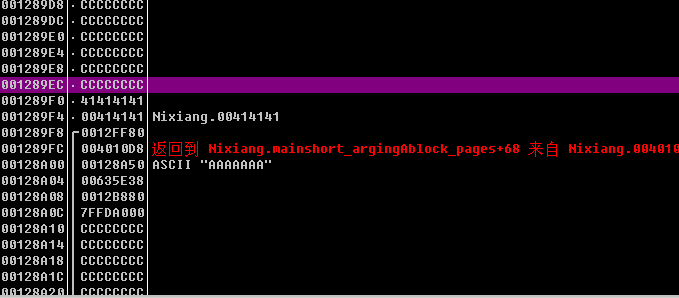 001289D8 . CCCCCCCC
001289DC . CCCCCCCC
001289E0 . CCCCCCCC
001289E4 . CCCCCCCC
001289E8 . CCCCCCCC
001289EC . CCCCCCCC
001289F0 . 41414141
001289F4 . 00414141 Nixiang.00414141
001289F8 0012FF80
001289FC 004010D8 返回到 Nixiang.mainshort_argingAblock_pages+68 来自 Nixiang.004010
00128A00 00128A50 ASCII "AAAAAAA"
00128A04 00635E38
00128A08 0012B880
00128A0C 7FFDA000
00128A10 CCCCCCCC
00128A14 CCCCCCCC
00128A18 CCCCCCCC
00128A1C CCCCCCCC
00128A20 CCCCCCCC